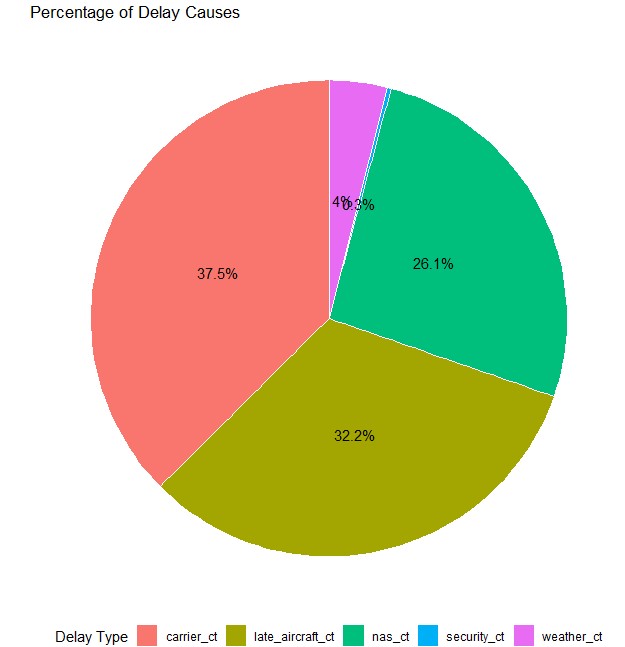 Percentage of Delay Causes
4%
0.3%
26.1%
37.5%
32.2%
Delay Type carrier_ct late_aircraft_ct nas_ct security_ct weather_ct